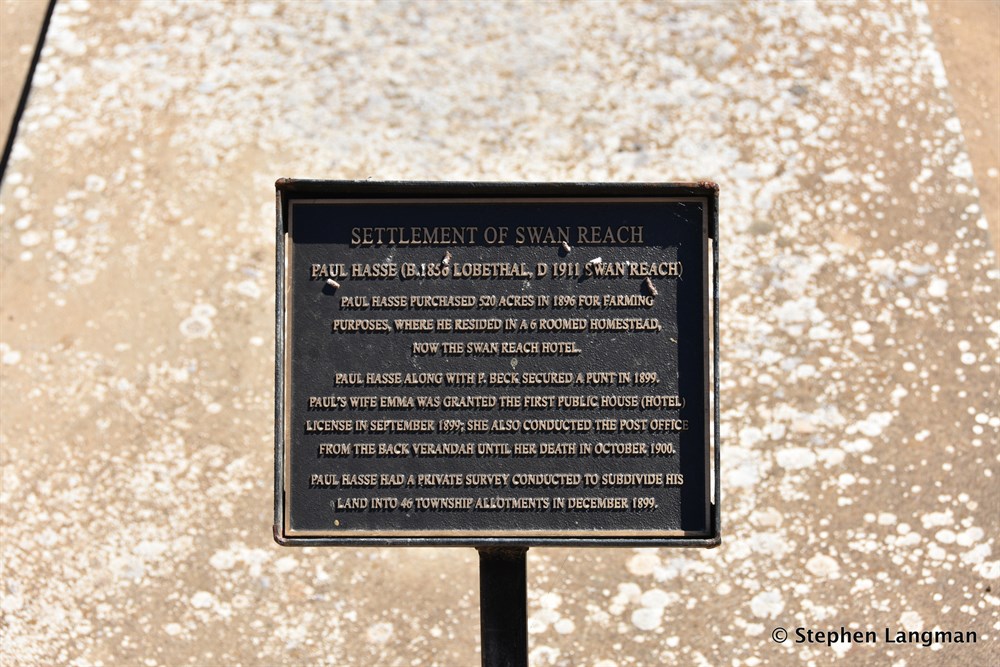 SETTLEMENT OF SWAN REACH
PAUL HASSE (B.1856 LOBETHAL, D 1911 SWAN REACH)
PAUL HASSE PURCHASED 520 ACRES IN 1896 FOR FARMING
PURPOSES, WHERE HE RESIDED IN A 6 ROOMED HOMESTEAD,
NOW THE SWAN REACH HOTEL.
PAUL HASSE ALONG WITH P. BECK SECURED A PUNT IN 1899.
PAUL'S WIFE EMMA WAS GRANTED THE FIRST PUBLIC HOUSE (HOTEL)
LICENSE IN SEPTEMBER 1899; SHE ALSO CONDUCTED THE POST OFFICE
FROM THE BACK VERANDAH UNTIL HER DEATH IN OCTOBER 1900.
PAUL HASSE HAD A PRIVATE SURVEY CONDUCTED TO SUBDIVIDE HIS
LAND INTO 46 TOWNSHIP ALLOTMENTS IN DECEMBER 1899.
© Stephen Langman